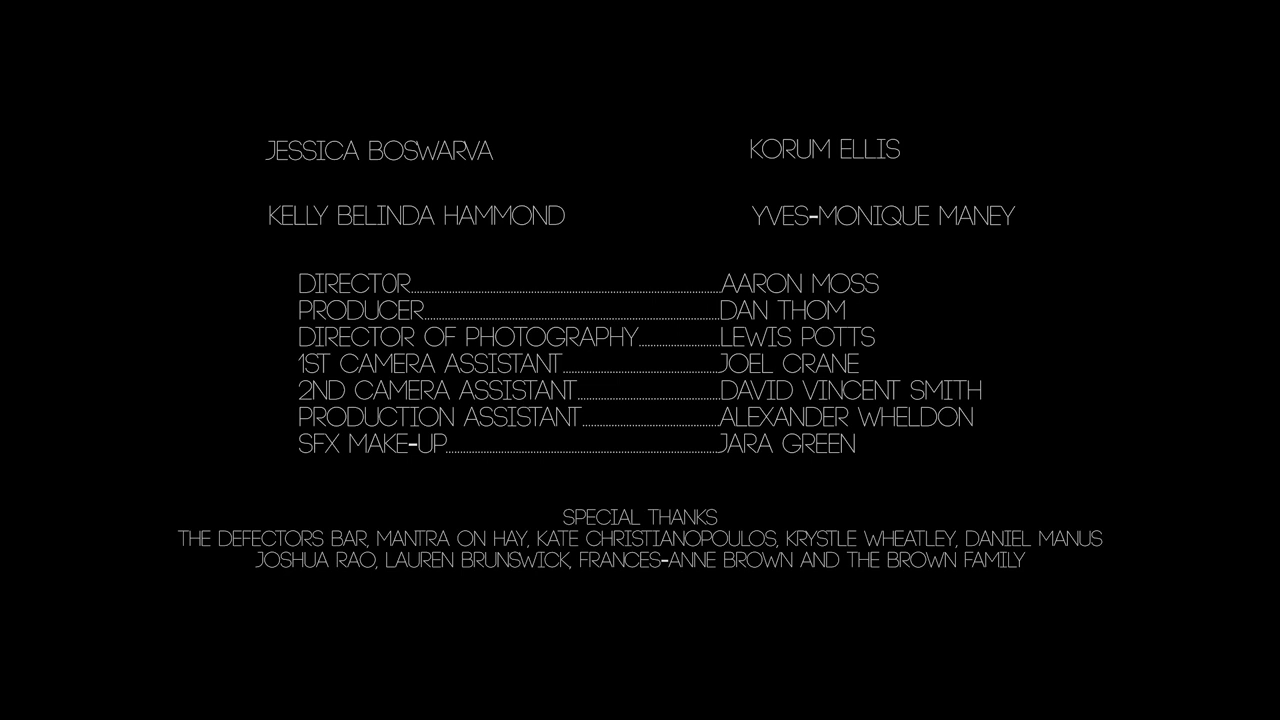 JESSICA BOSWARVA KORUM ELLIS
KELLY BELINDA HAMMOND YVES-MONIQUE MANEY
DIRECTOR................AARON MOSS
PRODUCER................DAN THOM
DIRECTOR OF PHOTOGRAPHY................LEWIS POTTS
1ST CAMERA ASSISTANT................JOEL CRANE
2ND CAMERA ASSISTANT................DAVID VINCENT SMITH
PRODUCTION ASSISTANT................ALEXANDER WHELDON
SFX MAKE-UP................JARA GREEN
SPECIAL THANKS
THE DEFECTORS BAR, MANTRA ON HAY, KATE CHRISTIANOPOULOS, KRYSTLE WHEATLEY, DANIEL MANUS
JOSHUA RAO, LAUREN BRUNSWICK, FRANCES-ANNE BROWN AND THE BROWN FAMILY